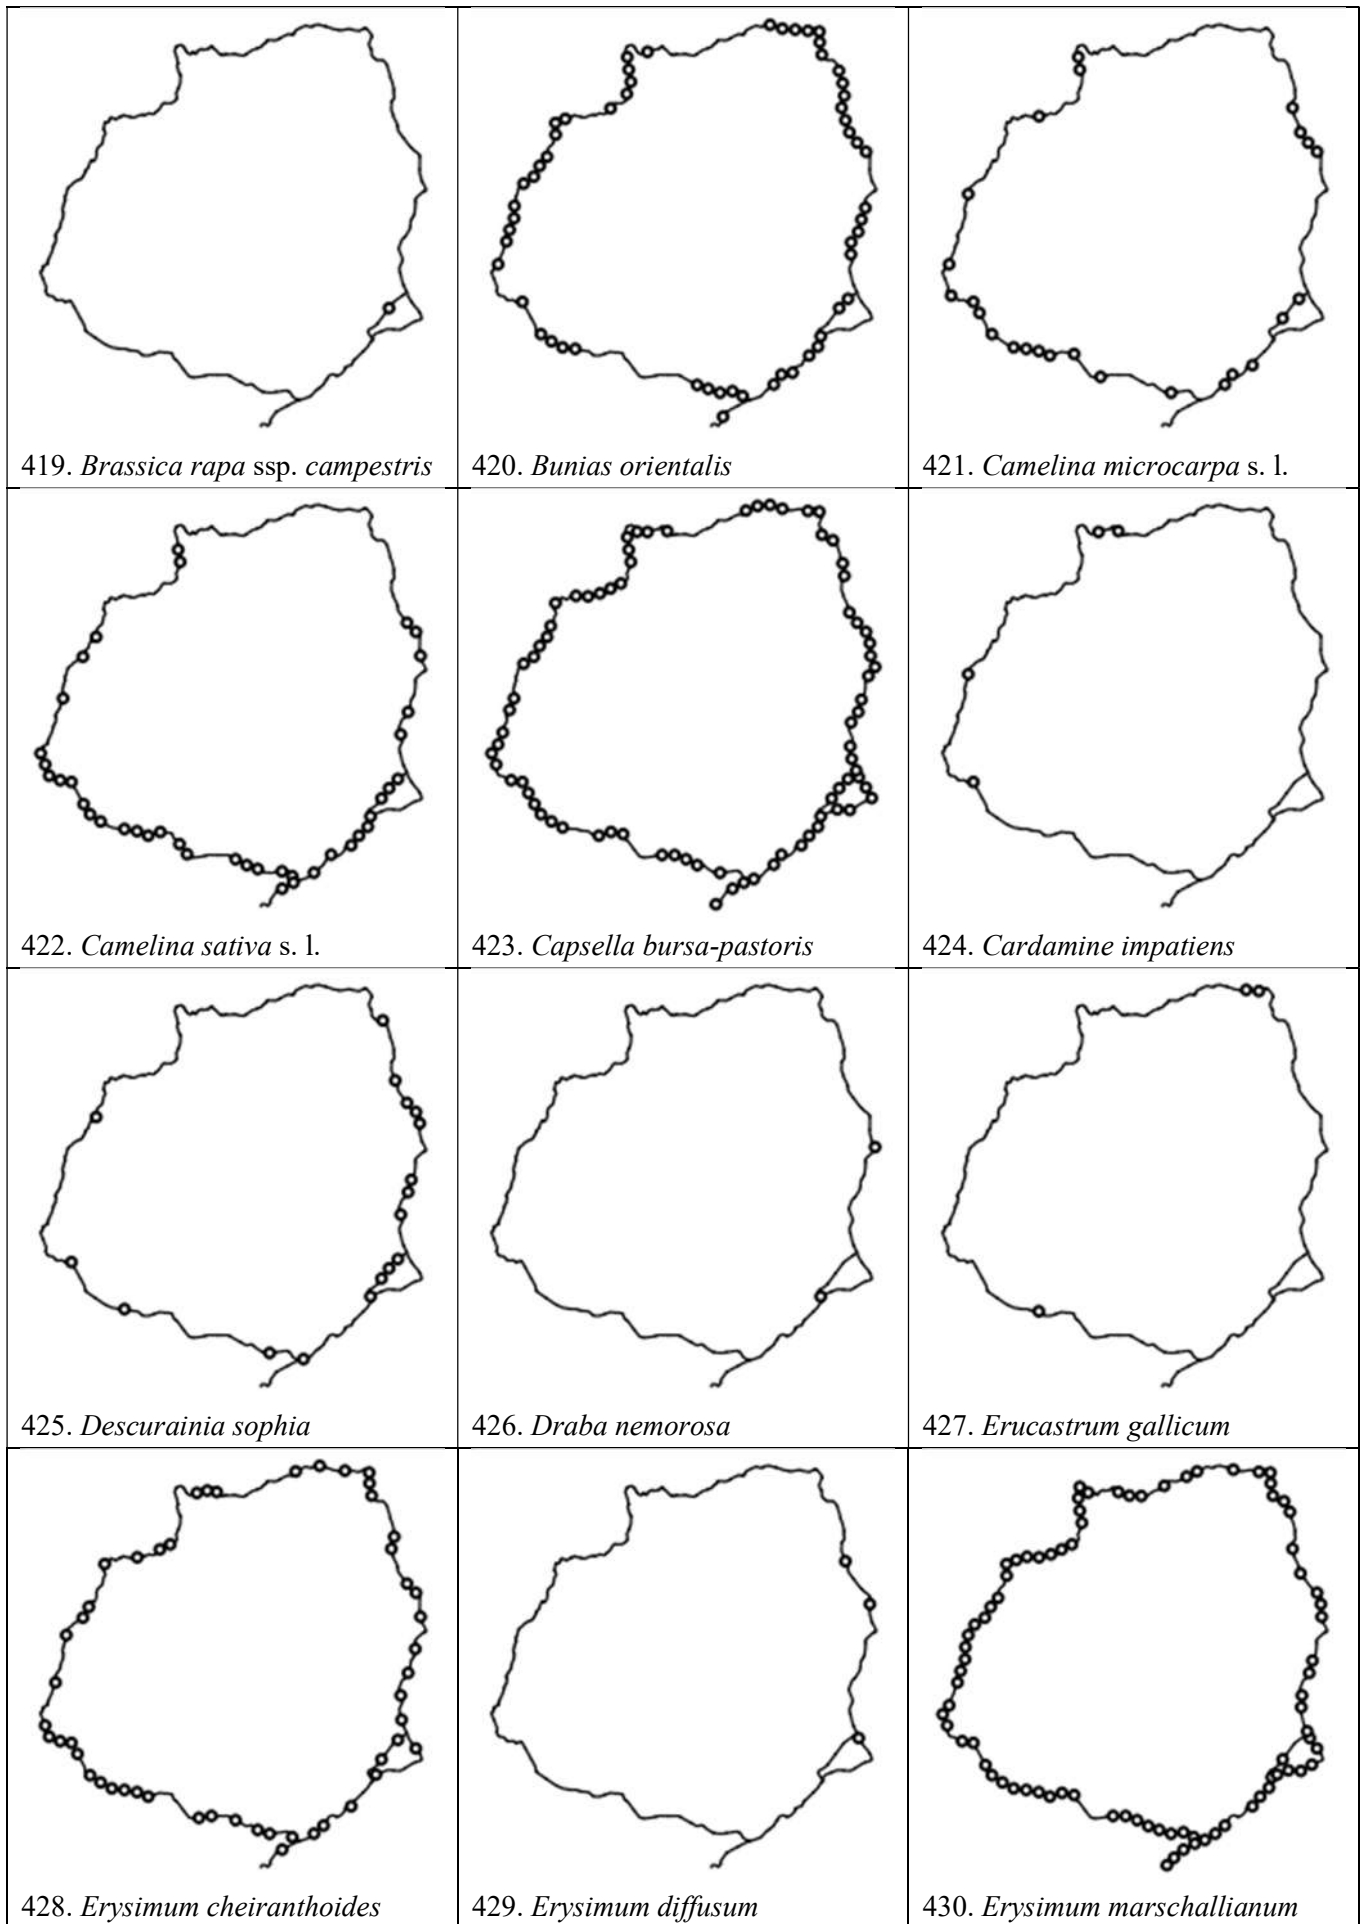 419. Brassica rapa ssp. campestris
420. Bunias orientalis
421. Camelina microcarpa s. l.
422. Camelina sativa s. l.
423. Capsella bursa-pastoris
424. Cardamine impatiens
425. Descurainia sophia
426. Draba nemorosa
427. Erucastrum gallicum
428. Erysimum cheiranthoides
429. Erysimum diffusum
430. Erysimum marschallianum